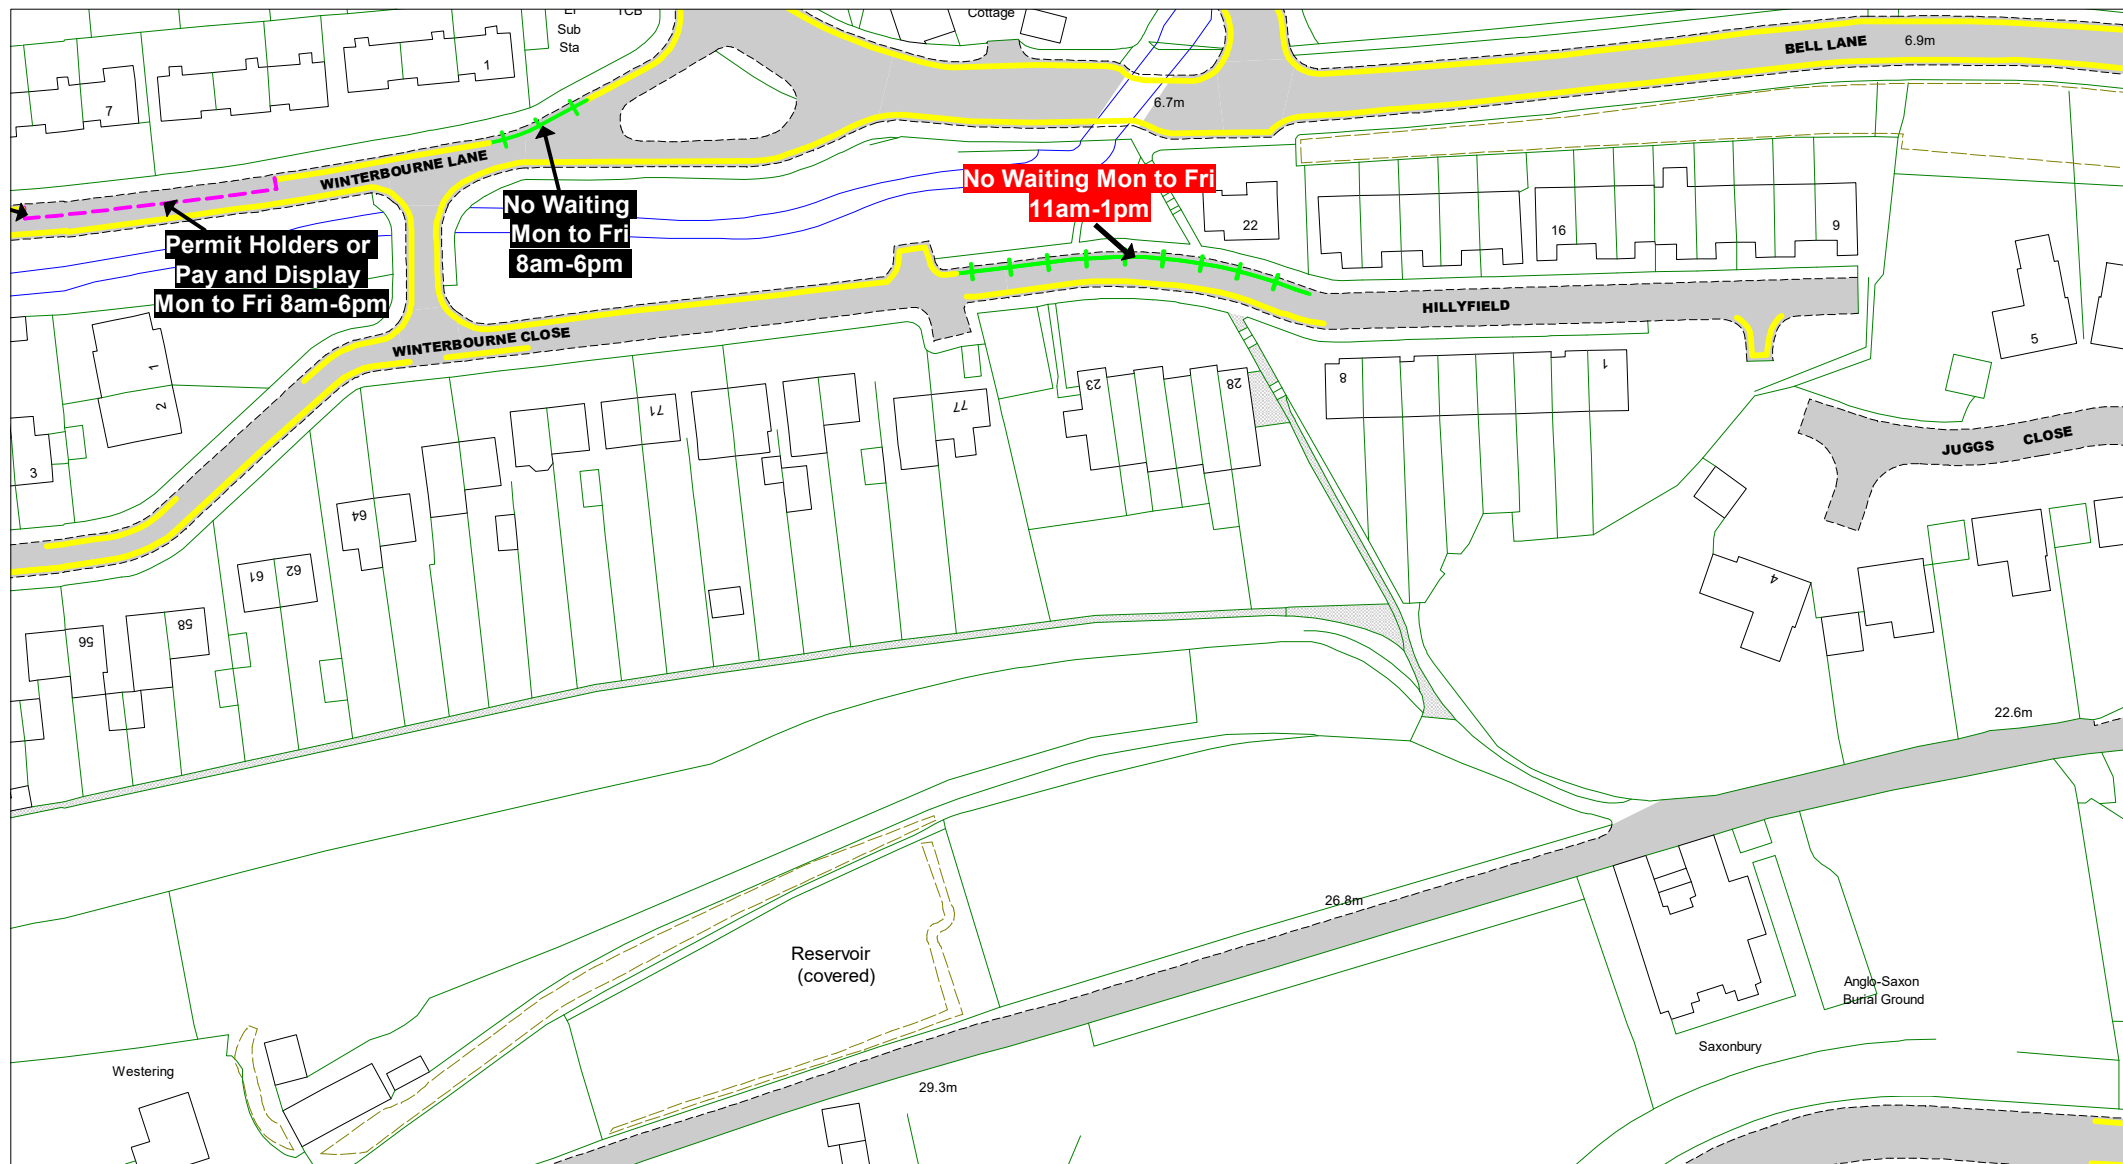 Cottage
Sub
Sta
TCB
1
7
BELL LANE
6.9m
6.7m
WINTERBOURNE LANE
No Waiting
Mon to Fri
8am-6pm
No Waiting Mon to Fri
11am-1pm
Permit Holders or
Pay and Display
Mon to Fri 8am-6pm
22
16
9
5
HILLYFIELD
WINTERBOURNE CLOSE
1
2
3
71
77
23
28
8
1
JUGGS CLOSE
64
61
62
56
58
4
22.6m
26.8m
Reservoir
(covered)
Anglo-Saxon
Burial Ground
Saxonbury
Westering
29.3m